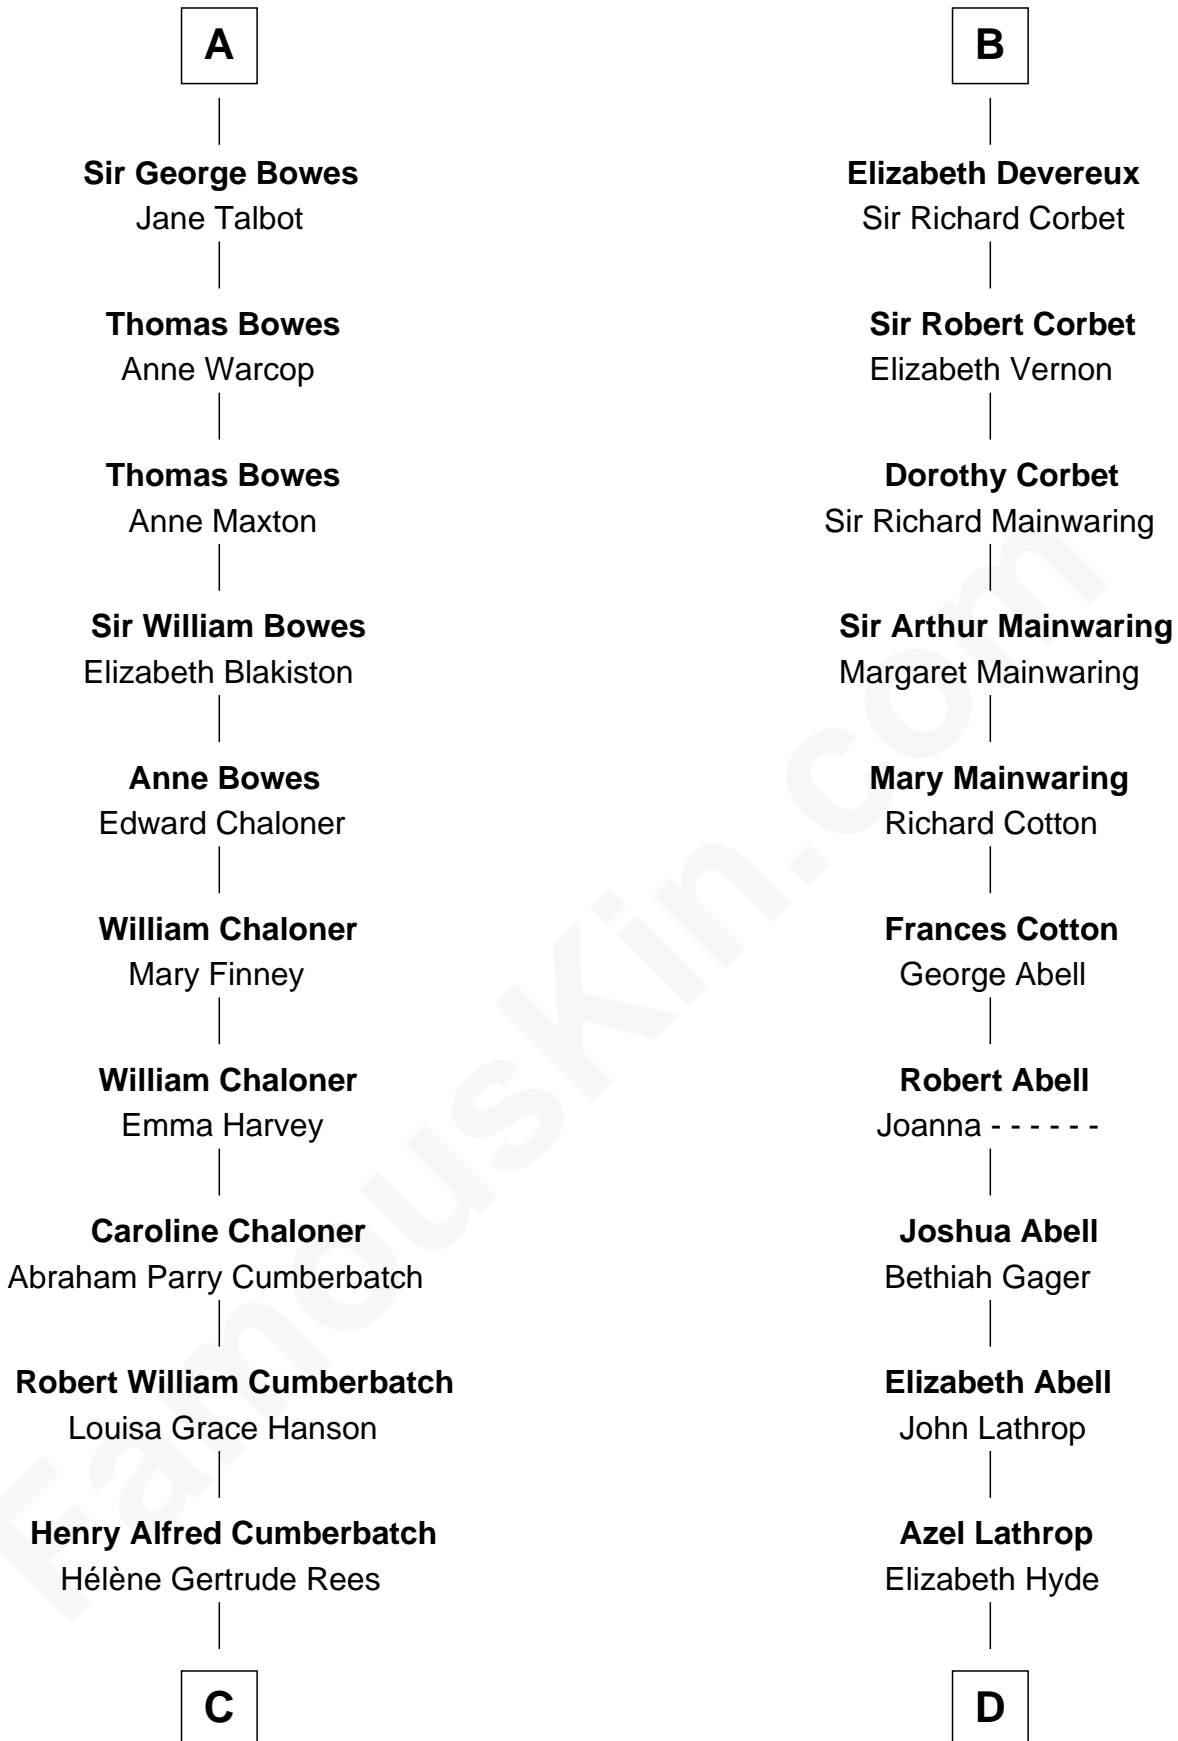 A
Sir George Bowes
Jane Talbot
Thomas Bowes
Anne Warcop
Thomas Bowes
Anne Maxton
Sir William Bowes
Elizabeth Blakiston
Anne Bowes
Edward Chaloner
William Chaloner
Mary Finney
William Chaloner
Emma Harvey
Caroline Chaloner
Abraham Parry Cumberbatch
Robert William Cumberbatch
Louisa Grace Hanson
Henry Alfred Cumberbatch
Hélène Gertrude Rees
C
B
Elizabeth Devereux
Sir Richard Corbet
Sir Robert Corbet
Elizabeth Vernon
Dorothy Corbet
Sir Richard Mainwaring
Sir Arthur Mainwaring
Margaret Mainwaring
Mary Mainwaring
Richard Cotton
Frances Cotton
George Abell
Robert Abell
Joanna - - - - - -
Joshua Abell
Bethiah Gager
Elizabeth Abell
John Lathrop
Azel Lathrop
Elizabeth Hyde
D
FamousKin.com